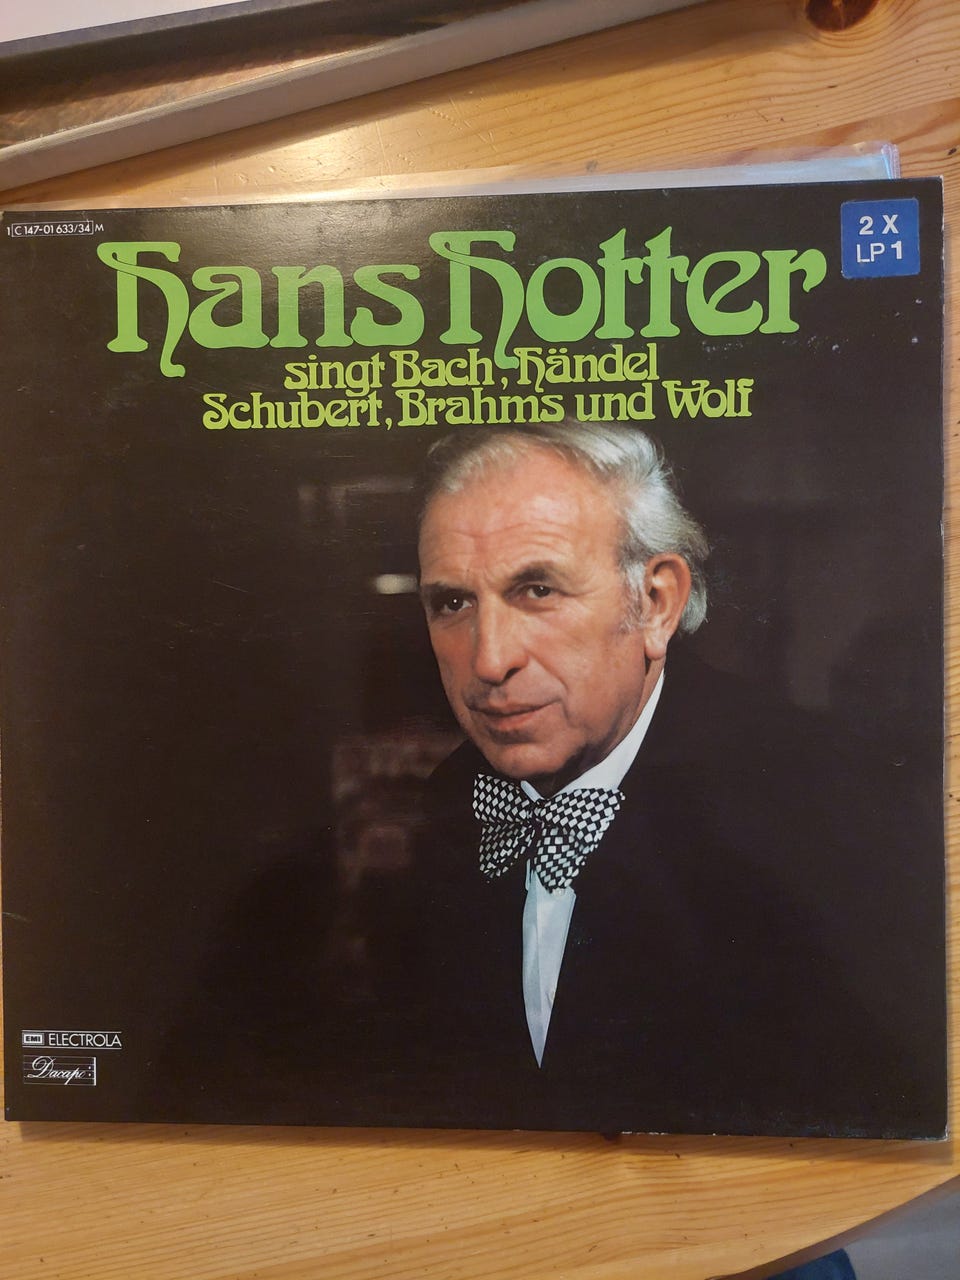 1 C 147-01 633/34 M
2 X
LP 1
Hans Hotter
singt Bach, Händel
Schubert, Brahms und Wolf
EMI ELECTROLA
Dacapo